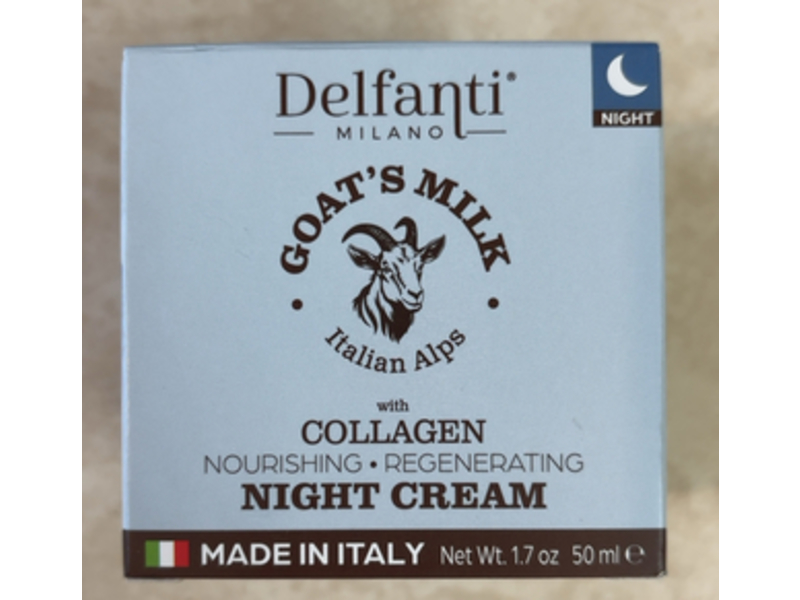 Delfanti®
MILANO
NIGHT
GOAT'S MILK
Italian Alps
with
COLLAGEN
NOURISHING • REGENERATING
NIGHT CREAM
MADE IN ITALY Net Wt. 1.7 oz 50 ml ℮